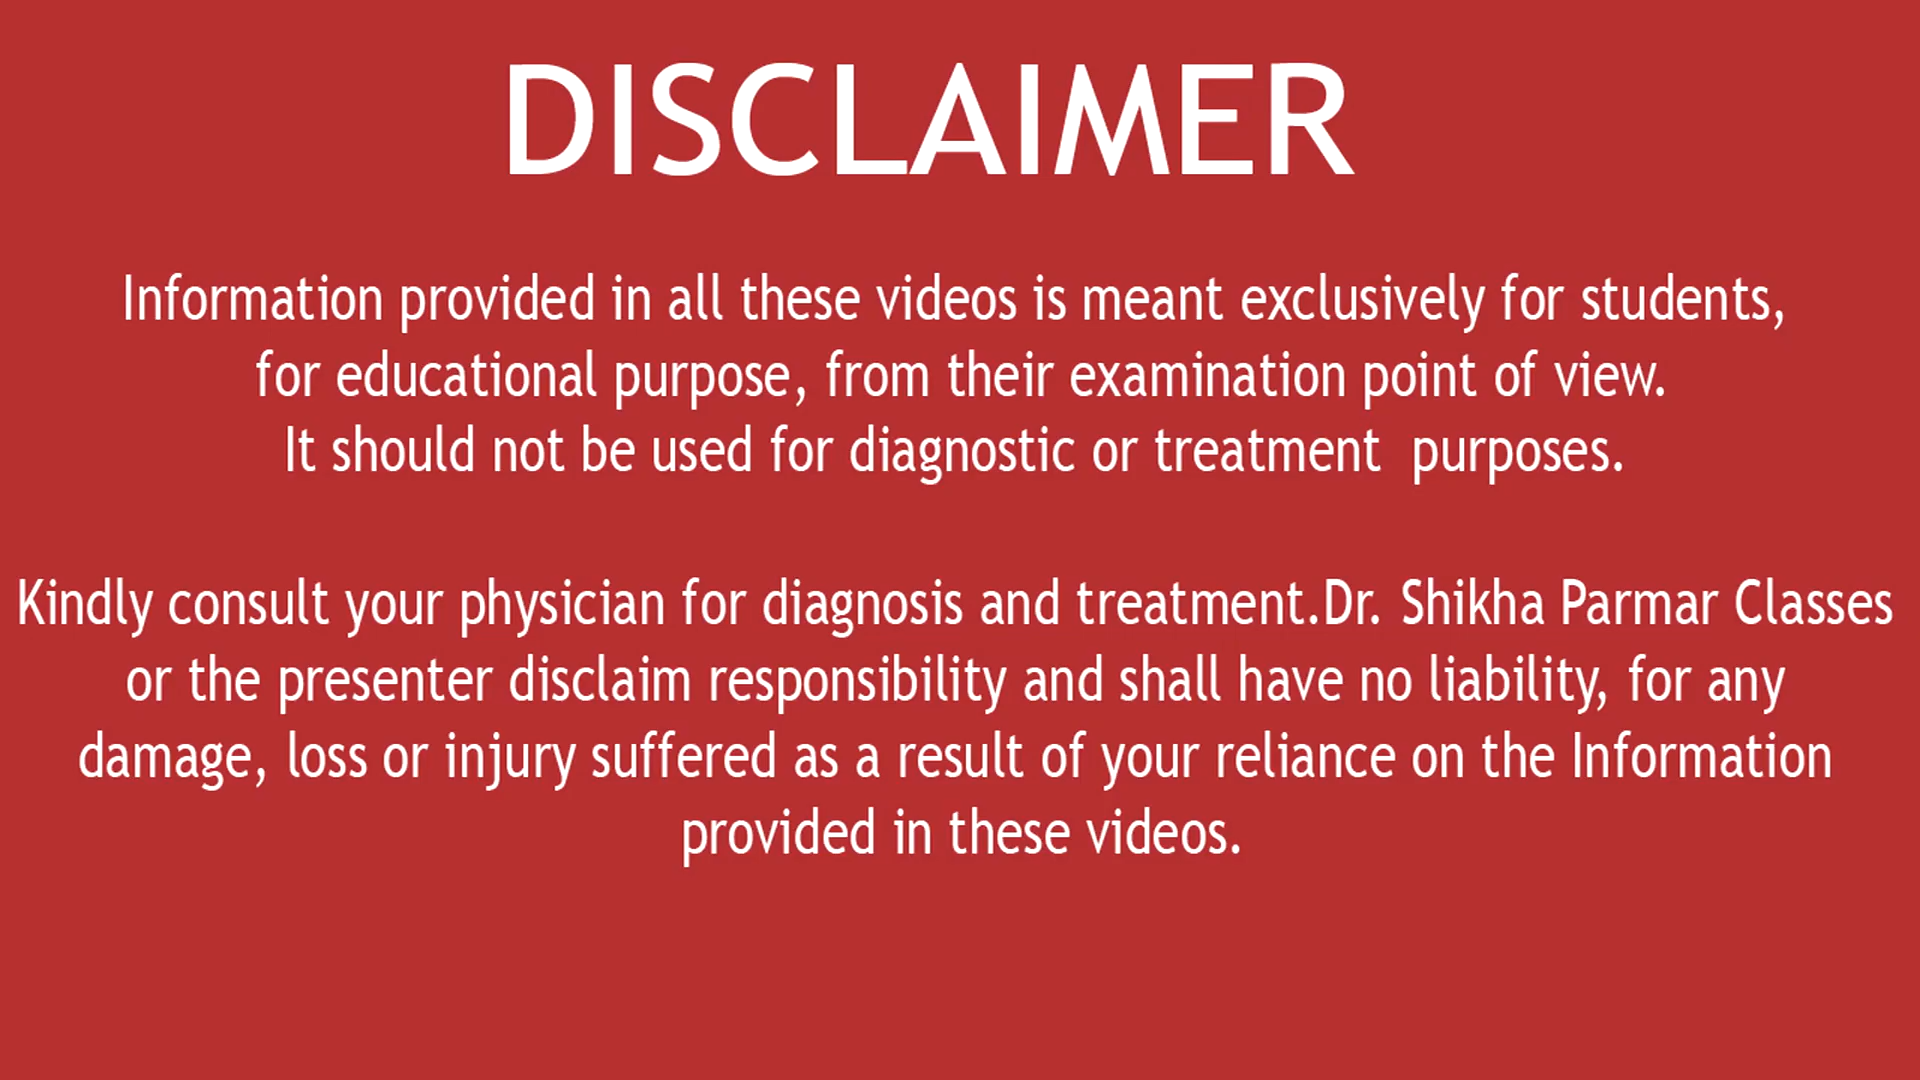 DISCLAIMER
Information provided in all these videos is meant exclusively for students,
for educational purpose, from their examination point of view.
It should not be used for diagnostic or treatment  purposes.
Kindly consult your physician for diagnosis and treatment.Dr. Shikha Parmar Classes
or the presenter disclaim responsibility and shall have no liability, for any
damage, loss or injury suffered as a result of your reliance on the Information
provided in these videos.